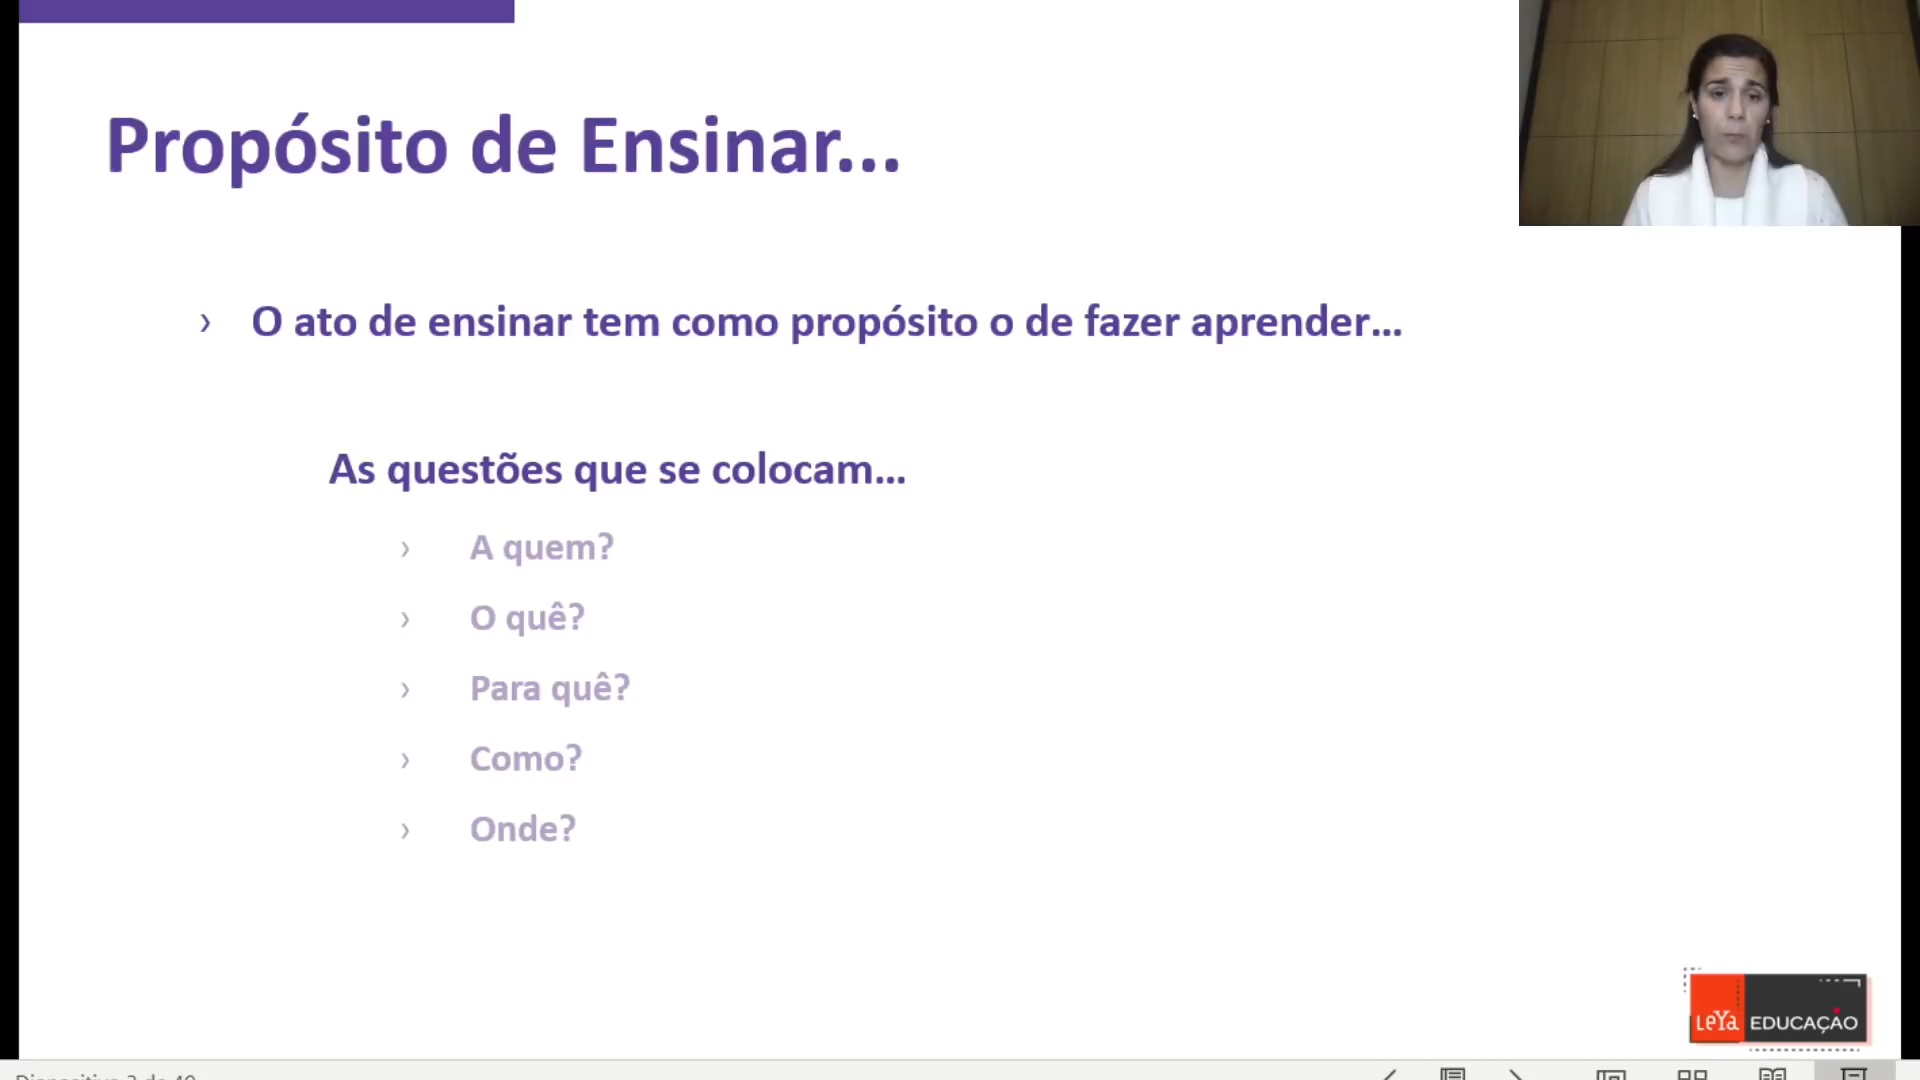 Propósito de Ensinar...
› O ato de ensinar tem como propósito o de fazer aprender...
As questões que se colocam...
› A quem?
› O quê?
› Para quê?
› Como?
› Onde?
LeYa EDUCAÇÃO